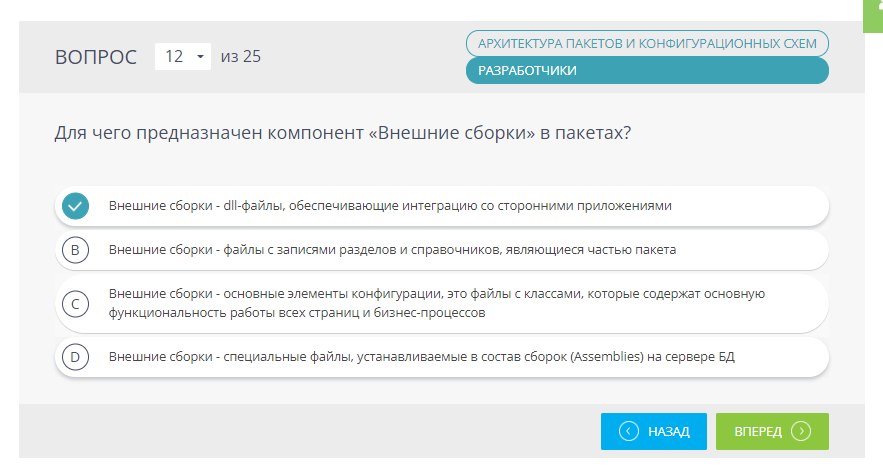 ВОПРОС 12 из 25
АРХИТЕКТУРА ПАКЕТОВ И КОНФИГУРАЦИОННЫХ СХЕМ
РАЗРАБОТЧИКИ
Для чего предназначен компонент «Внешние сборки» в пакетах?
Внешние сборки - dll-файлы, обеспечивающие интеграцию со сторонними приложениями
B Внешние сборки - файлы с записями разделов и справочников, являющиеся частью пакета
C Внешние сборки - основные элементы конфигурации, это файлы с классами, которые содержат основную
функциональность работы всех страниц и бизнес-процессов
D Внешние сборки - специальные файлы, устанавливаемые в состав сборок (Assemblies) на сервере БД
НАЗАД
ВПЕРЕД